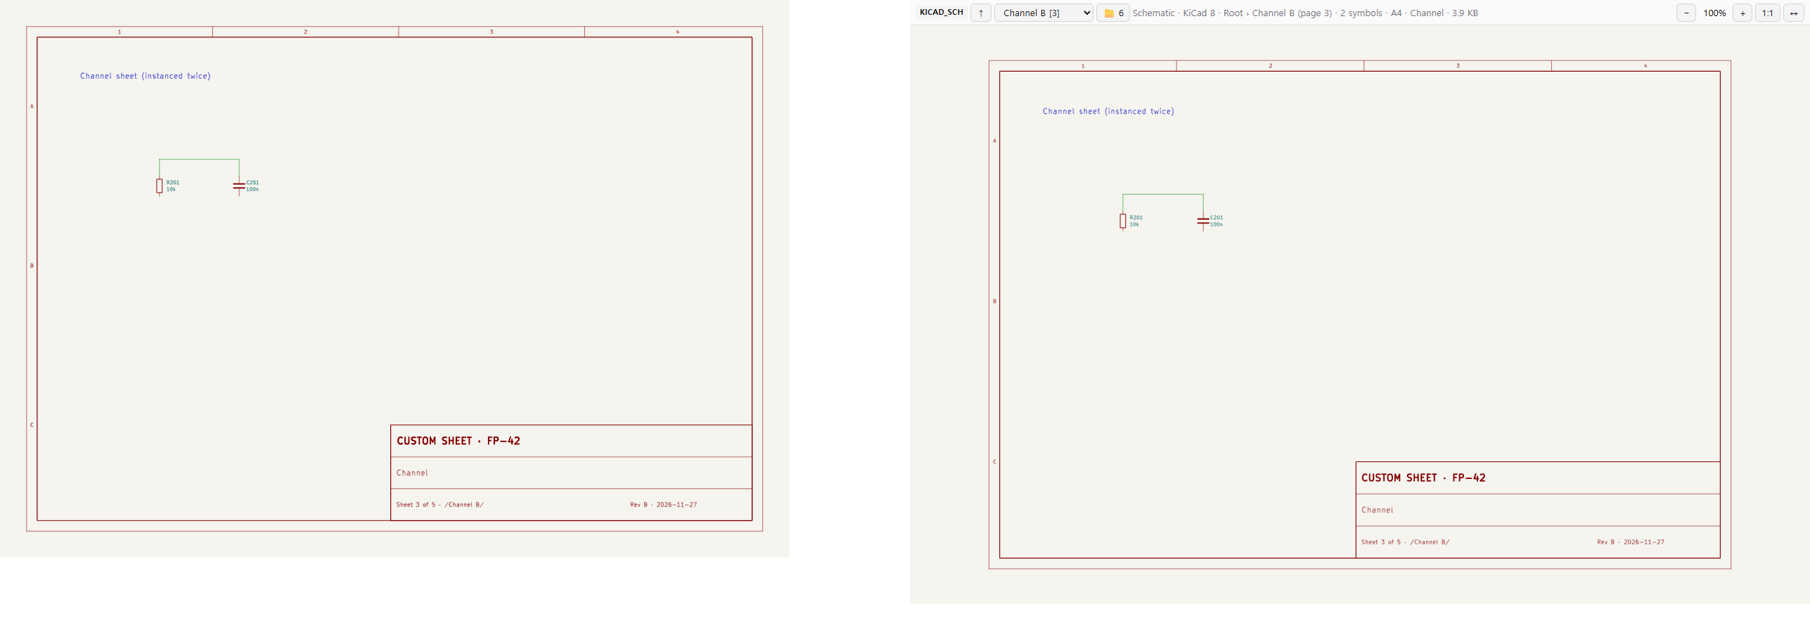 1 2 3 4
Channel sheet (instanced twice)
A
R201
10k
C201
100n
B
C
CUSTOM SHEET · FP-42
Channel
Sheet 3 of 5 · /Channel B/ Rev B · 2026-11-27
KICAD_SCH ↑ Channel B [3] 6 Schematic · KiCad 8 · Root › Channel B (page 3) · 2 symbols · A4 · Channel · 3.9 KB − 100% + 1:1 ↔
1 2 3 4
Channel sheet (instanced twice)
A
R201
10k
C201
100n
B
C
CUSTOM SHEET · FP-42
Channel
Sheet 3 of 5 · /Channel B/ Rev B · 2026-11-27